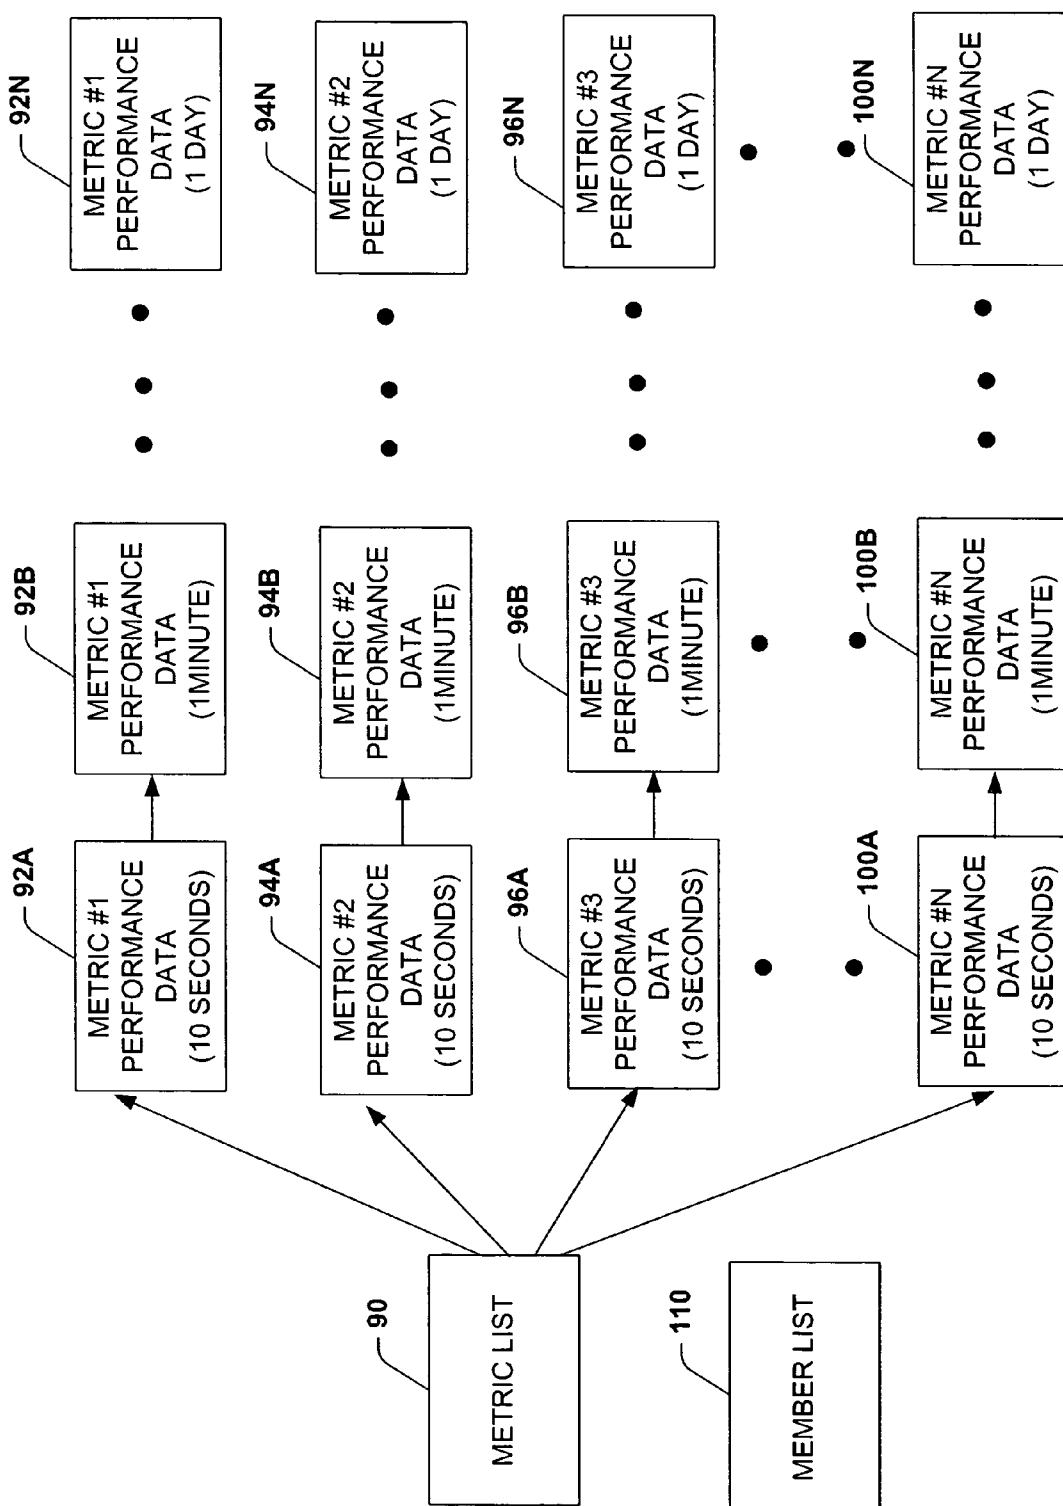 92A
METRIC #1
PERFORMANCE
DATA
(10 SECONDS)
92B
METRIC #1
PERFORMANCE
DATA
(1MINUTE)
92N
METRIC #1
PERFORMANCE
DATA
(1 DAY)
94A
METRIC #2
PERFORMANCE
DATA
(10 SECONDS)
94B
METRIC #2
PERFORMANCE
DATA
(1MINUTE)
94N
METRIC #2
PERFORMANCE
DATA
(1 DAY)
90
METRIC LIST
96A
METRIC #3
PERFORMANCE
DATA
(10 SECONDS)
96B
METRIC #3
PERFORMANCE
DATA
(1MINUTE)
96N
METRIC #3
PERFORMANCE
DATA
(1 DAY)
110
MEMBER LIST
100A
METRIC #N
PERFORMANCE
DATA
(10 SECONDS)
100B
METRIC #N
PERFORMANCE
DATA
(1MINUTE)
100N
METRIC #N
PERFORMANCE
DATA
(1 DAY)